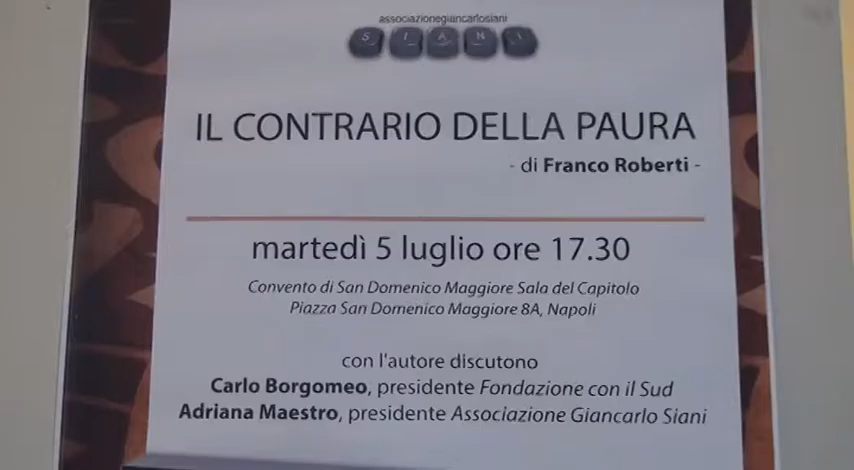 associazionegiancarlosiani
SIANI
IL CONTRARIO DELLA PAURA
- di Franco Roberti -
martedì 5 luglio ore 17.30
Convento di San Domenico Maggiore Sala del Capitolo
Piazza San Domenico Maggiore 8A, Napoli
con l'autore discutono
Carlo Borgomeo, presidente Fondazione con il Sud
Adriana Maestro, presidente Associazione Giancarlo Siani